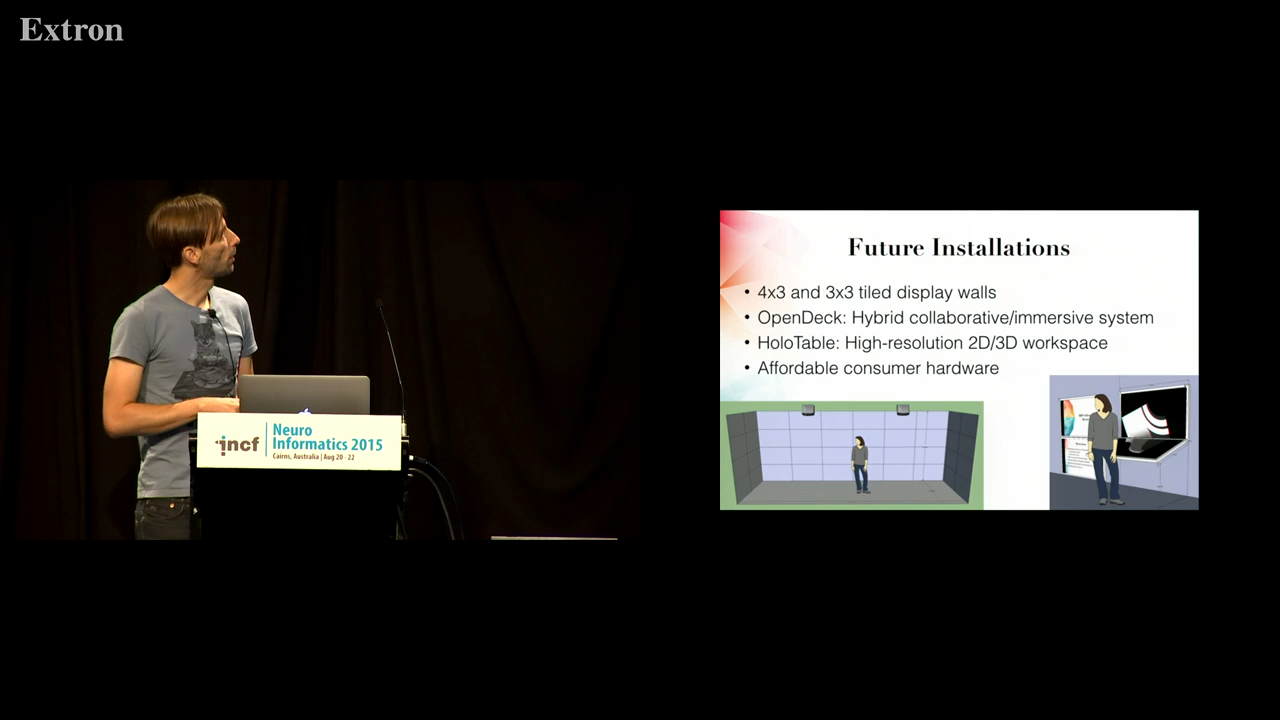 Extron
incf
Neuro
Informatics 2015
Cairns, Australia | Aug 20 - 22
Future Installations
• 4x3 and 3x3 tiled display walls
• OpenDeck: Hybrid collaborative/immersive system
• HoloTable: High-resolution 2D/3D workspace
• Affordable consumer hardware